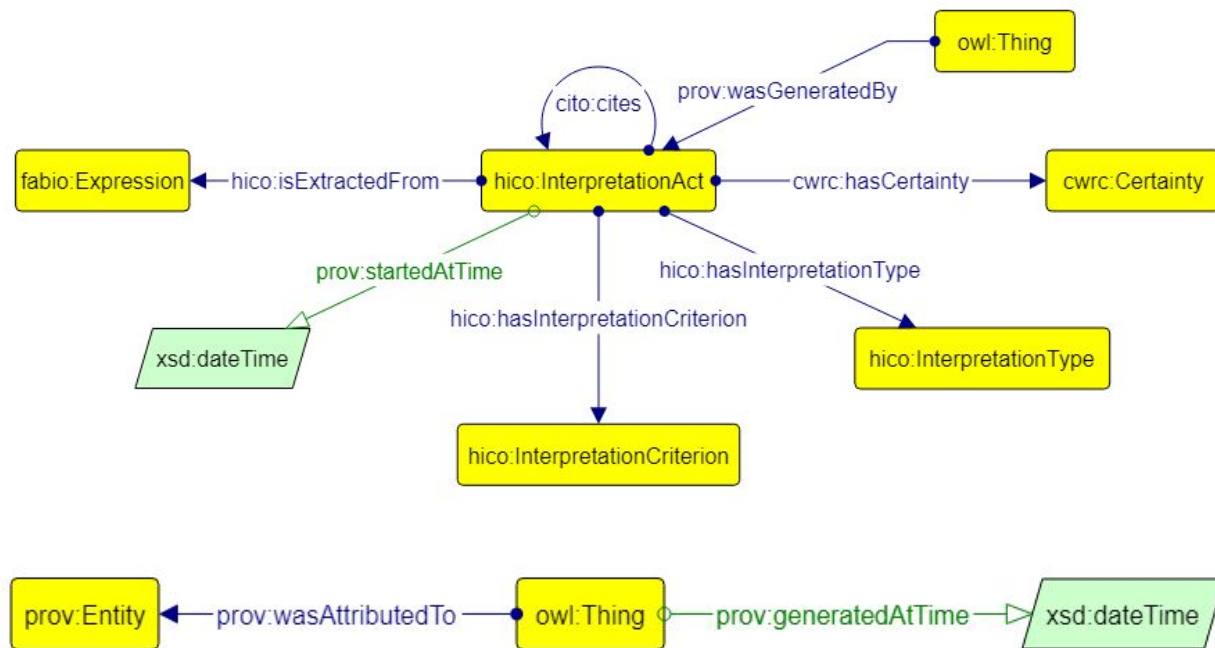 owl:Thing
prov:wasGeneratedBy
cito:cites
fabio:Expression
hico:isExtractedFrom
hico:InterpretationAct
cwrc:hasCertainty
cwrc:Certainty
prov:startedAtTime
hico:hasInterpretationType
hico:hasInterpretationCriterion
xsd:dateTime
hico:InterpretationType
hico:InterpretationCriterion
prov:Entity
prov:wasAttributedTo
owl:Thing
prov:generatedAtTime
xsd:dateTime